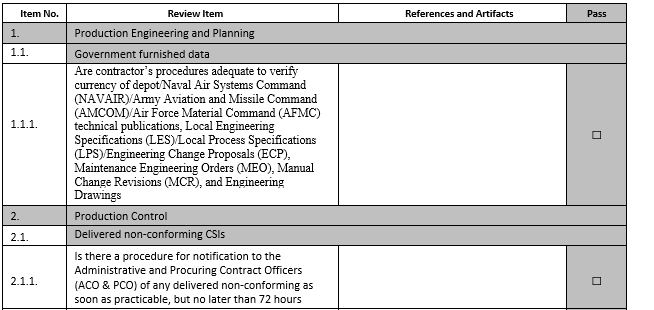 Item No. Review Item References and Artifacts Pass
1. Production Engineering and Planning
1.1. Government furnished data
Are contractor's procedures adequate to verify
currency of depot/Naval Air Systems Command
(NAVAIR)/Army Aviation and Missile Command
(AMCOM)/Air Force Material Command (AFMC)
technical publications, Local Engineering
1.1.1. Specifications (LES)/Local Process Specifications ☐
(LPS)/Engineering Change Proposals (ECP),
Maintenance Engineering Orders (MEO), Manual
Change Revisions (MCR), and Engineering
Drawings
2. Production Control
2.1. Delivered non-conforming CSIs
Is there a procedure for notification to the
Administrative and Procuring Contract Officers
2.1.1. (ACO & PCO) of any delivered non-conforming as ☐
soon as practicable, but no later than 72 hours